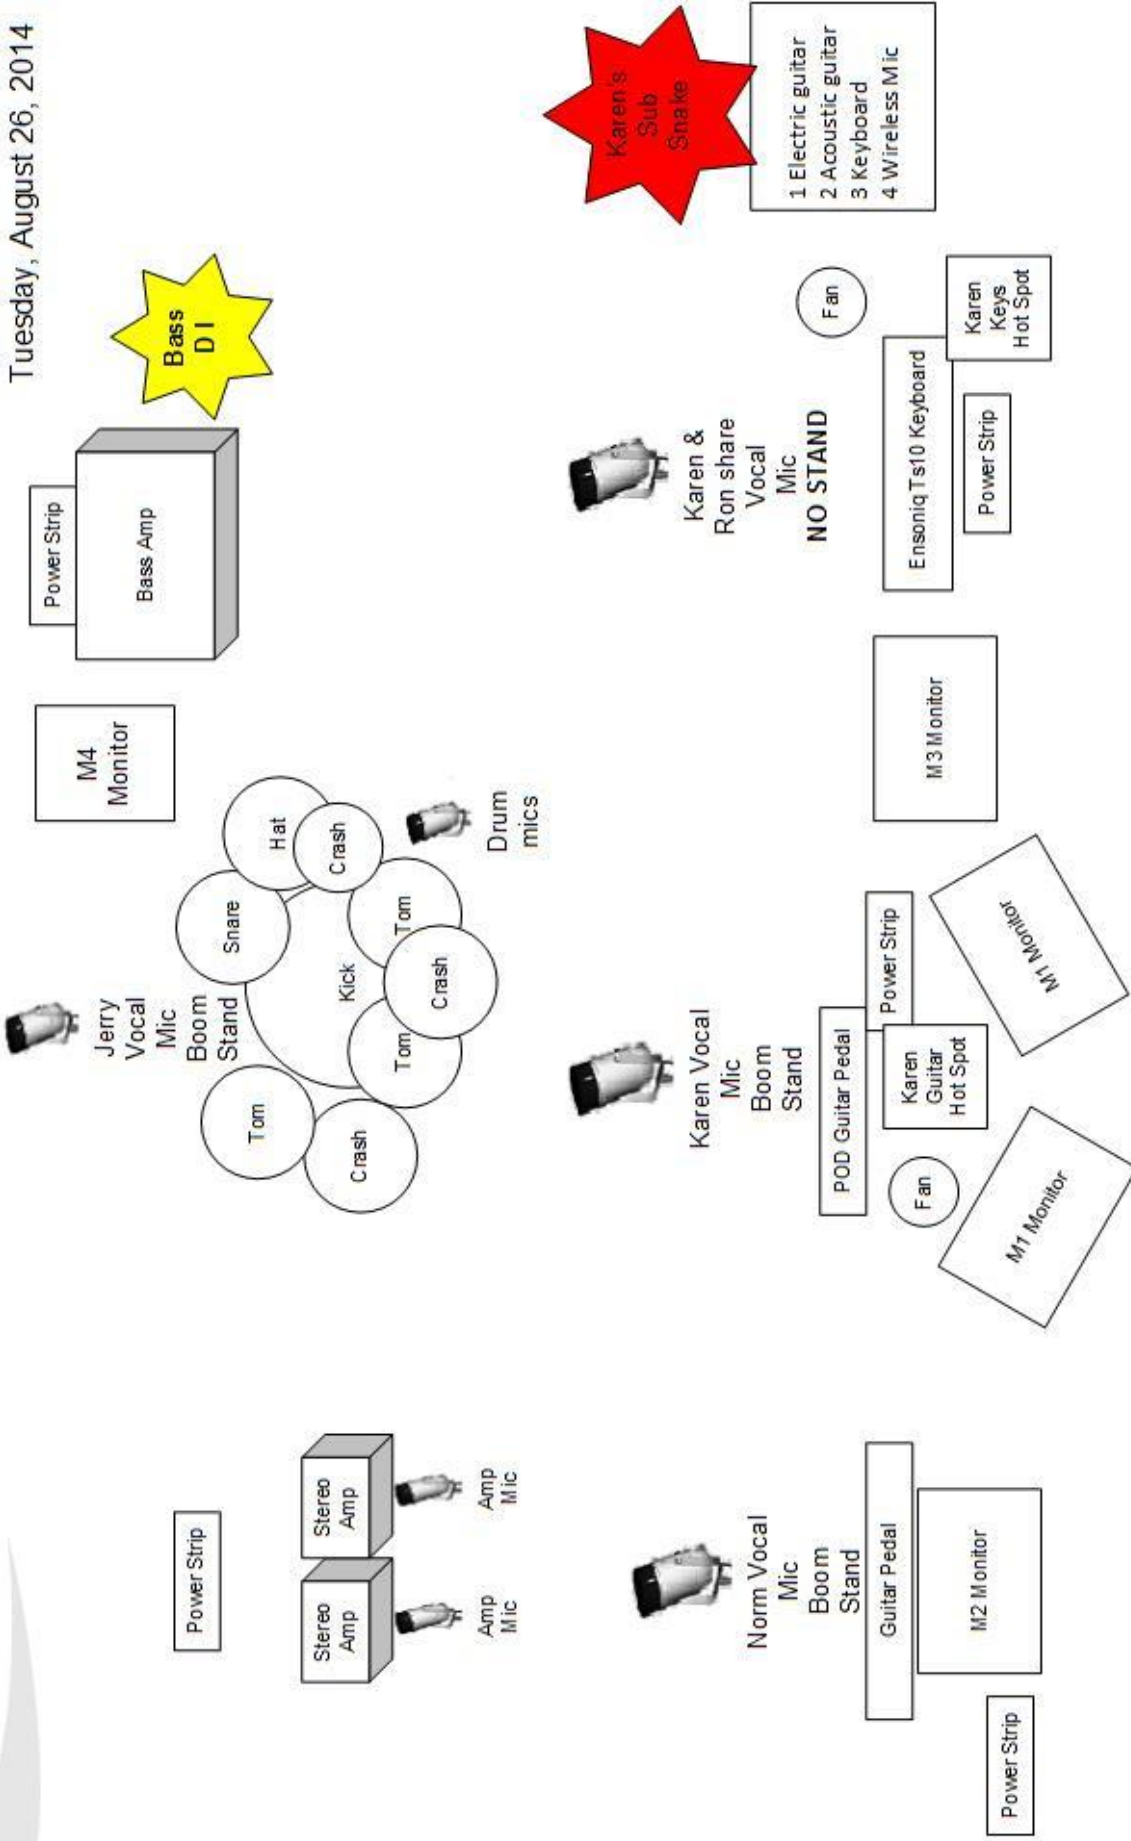 Tuesday, August 26, 2014
Power Strip
Bass Amp
Bass
D I
M4
Monitor
Jerry
Vocal
Mic
Boom
Stand
Snare
Hat
Crash
Kick
Tom
Tom
Tom
Crash
Crash
Drum
mics
Power Strip
Stereo
Amp
Stereo
Amp
Amp
Mic
Amp
Mic
Norm Vocal
Mic
Boom
Stand
Guitar Pedal
M2 Monitor
Power Strip
Karen Vocal
Mic
Boom
Stand
POD Guitar Pedal
Power Strip
Karen
Guitar
Hot Spot
Fan
M1 Monitor
M1 Monitor
M3 Monitor
Karen &
Ron share
Vocal
Mic
NO STAND
Fan
Ensoniq Ts10 Keyboard
Power Strip
Karen
Keys
Hot Spot
Karen's
Sub
Snake
1 Electric guitar
2 Acoustic guitar
3 Keyboard
4 Wireless Mic